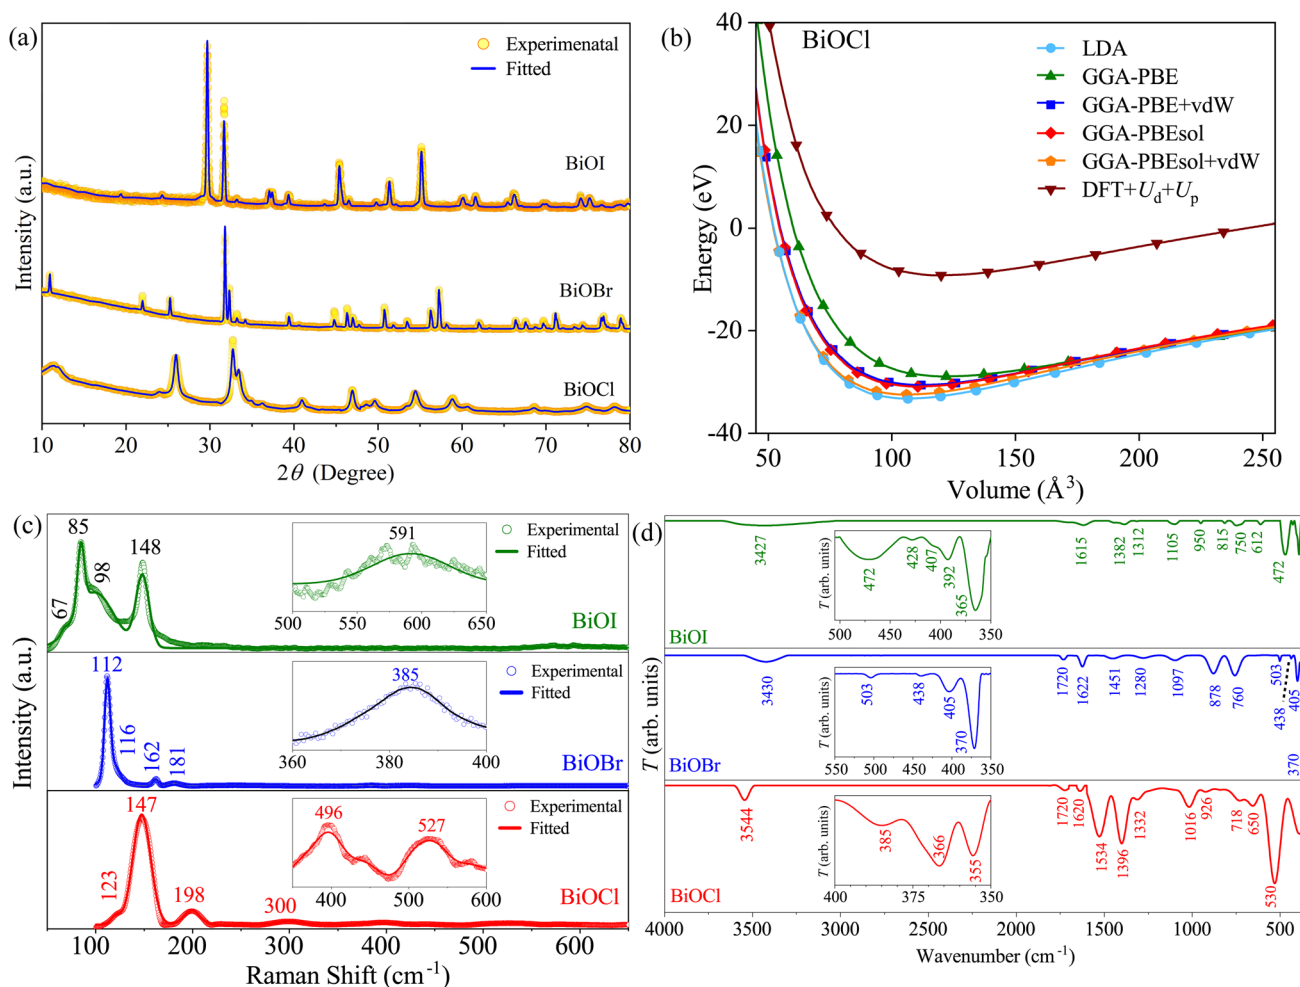 (a)
Experimenatal
Fitted
BiOI
BiOBr
BiOCl
Intensity (a.u.)
10 20 30 40 50 60 70 80
2θ (Degree)
(b)
BiOCl
LDA
GGA-PBE
GGA-PBE+vdW
GGA-PBEsol
GGA-PBEsol+vdW
DFT+Ud+Up
Energy (eV)
40
20
0
-20
-40
50 100 150 200 250
Volume (Å3)
(c)
85
98
67
148
591
Experimental
Fitted
500 550 600 650
BiOI
112
116
162
181
385
Experimental
Fitted
360 380 400
BiOBr
147
123
198
300
496
527
Experimental
Fitted
400 500 600
BiOCl
Intensity (a.u.)
100 200 300 400 500 600
Raman Shift (cm-1)
(d)
3427
1615
1382
1312
1105
950
815
750
612
472
T (arb. units)
472
428
407
392
365
500 450 400 350
BiOI
3430
1720
1622
1451
1280
1097
878
760
503
438
405
370
T (arb. units)
503
438
405
370
550 500 450 400 350
BiOBr
3544
1720
1620
1534
1396
1332
1016
926
718
650
530
T (arb. units)
385
366
355
400 375 350
BiOCl
T (arb. units)
4000 3500 3000 2500 2000 1500 1000 500
Wavenumber (cm-1)